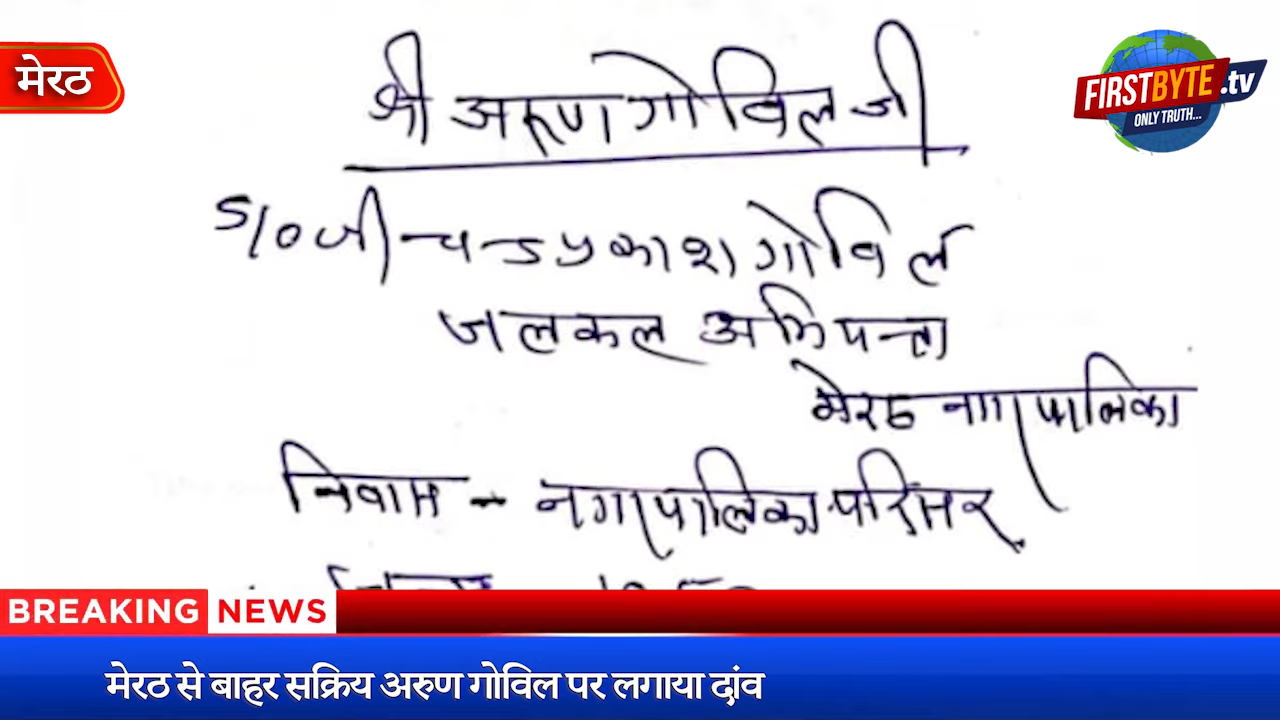 मेरठ
FIRSTBYTE.tv
ONLY TRUTH...
श्री अरुण गोविल जी
S/o जी चन्द्र प्रकाश गोविल
जलकल अभियन्ता
मेरठ नगरपालिका
निवास - नगरपालिका परिसर
BREAKING NEWS
मेरठ से बाहर सक्रिय अरुण गोविल पर लगाया दांव